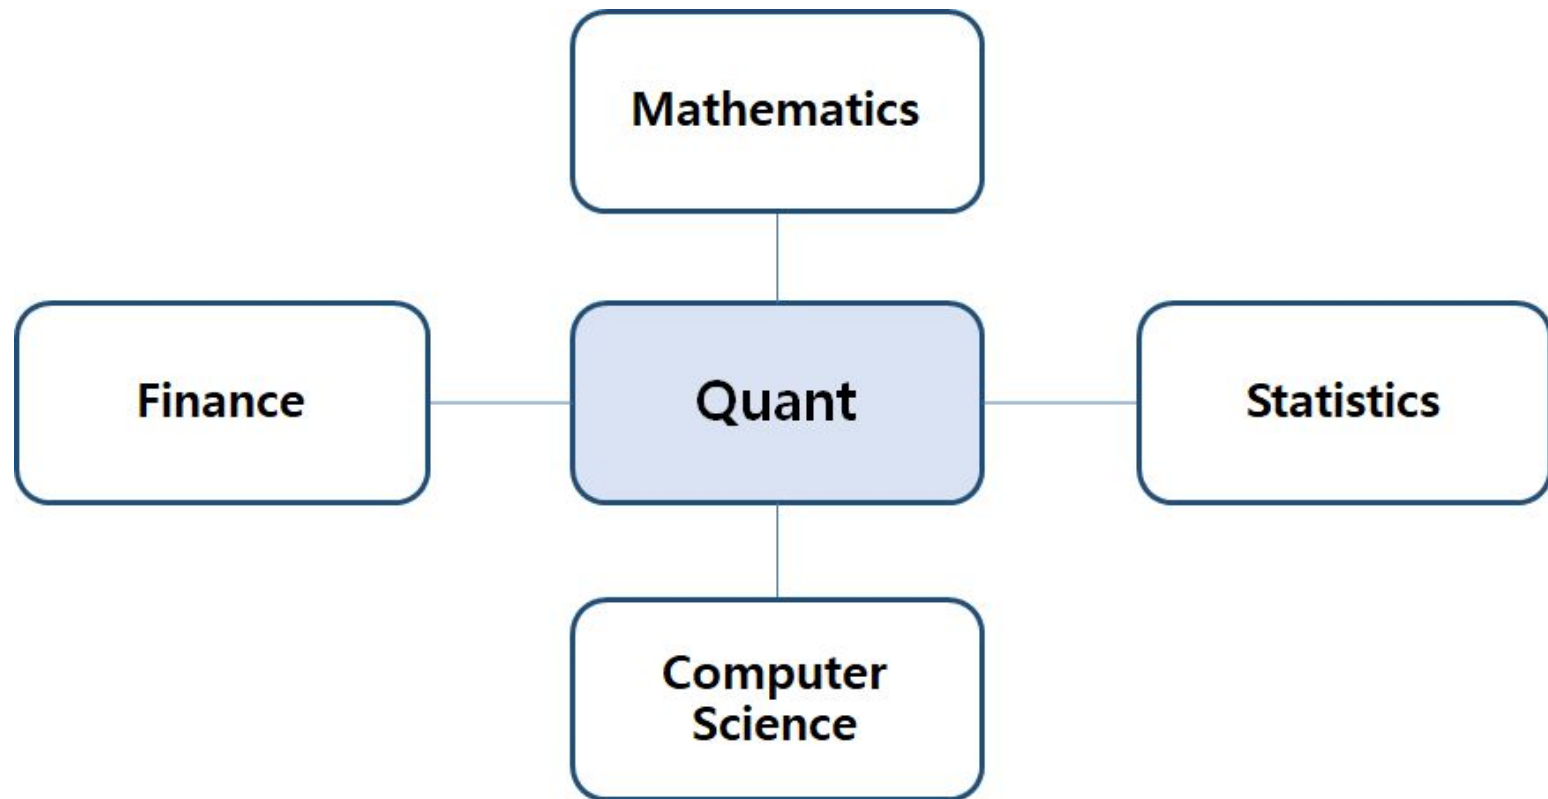 Mathematics
Finance
Quant
Statistics
Computer
Science